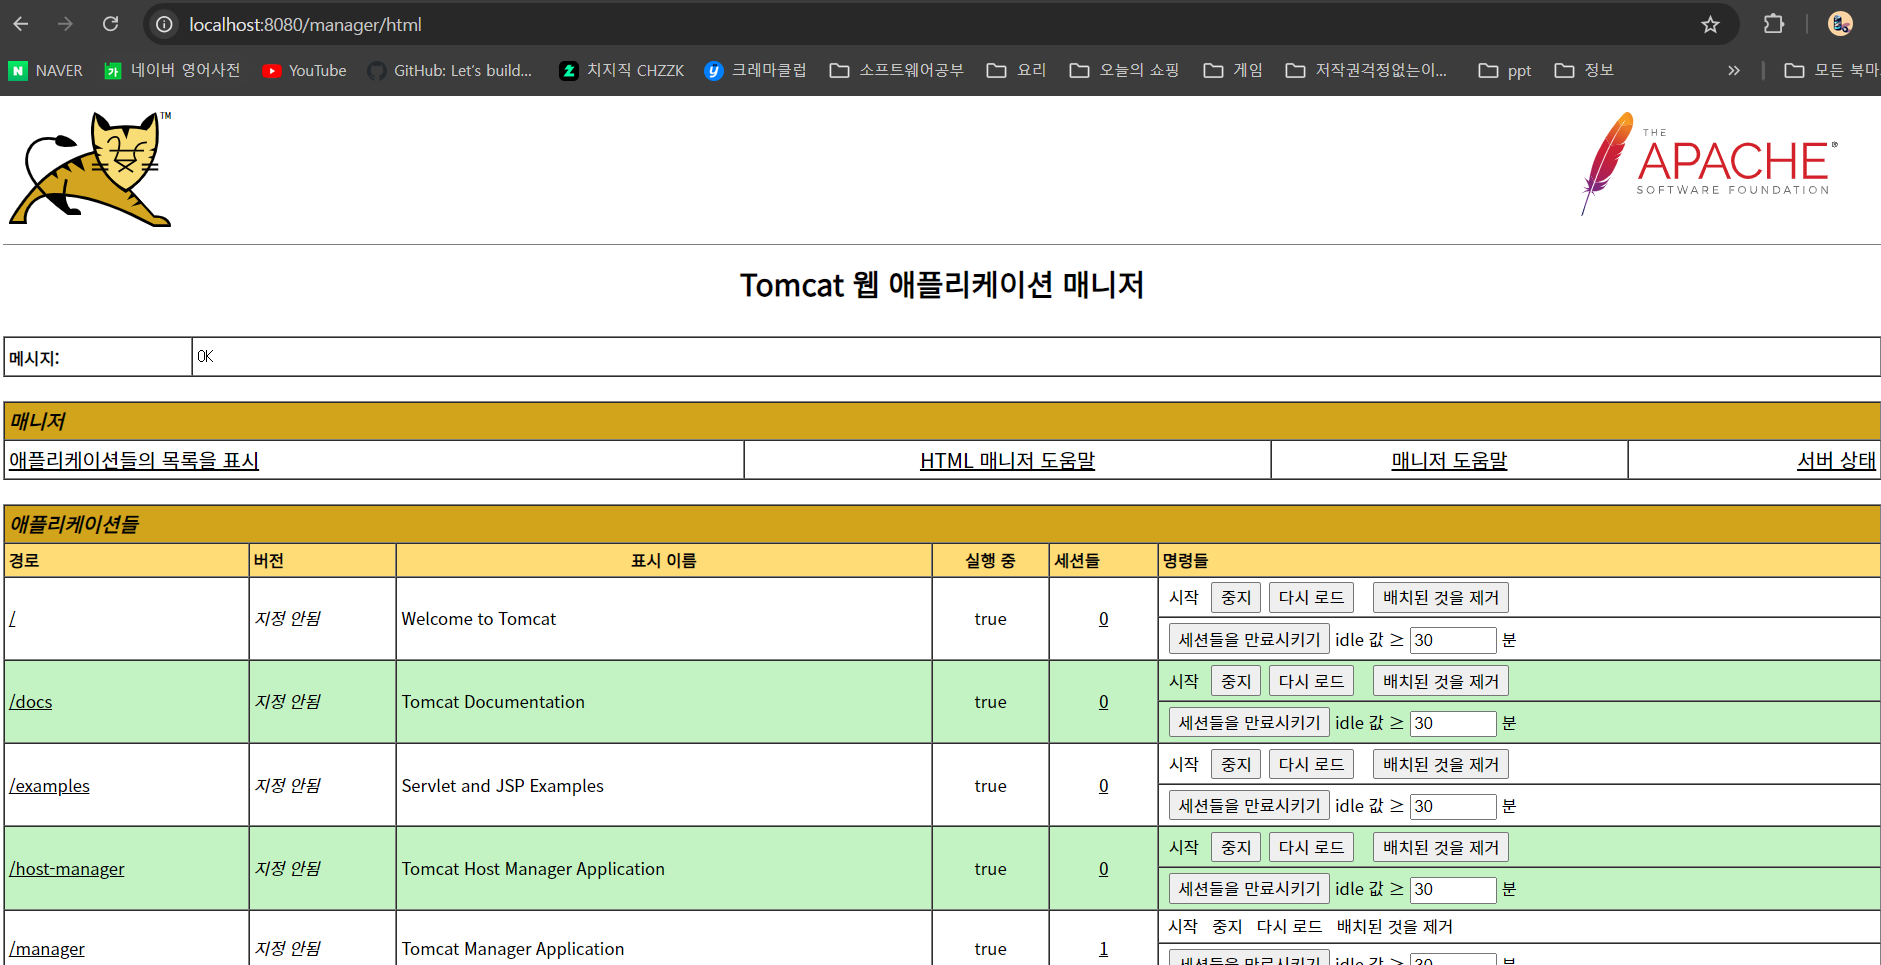 localhost:8080/manager/html
NAVER 네이버 영어사전 YouTube GitHub: Let's build... 치지직 CHZZK 크레마클럽 소프트웨어공부 요리 오늘의 쇼핑 게임 저작권걱정없는이... ppt 정보 » 모든 북마
TM
THE
APACHE®
SOFTWARE FOUNDATION
Tomcat 웹 애플리케이션 매니저
메시지: OK
매니저
애플리케이션들의 목록을 표시 HTML 매니저 도움말 매니저 도움말 서버 상태
애플리케이션들
경로 버전 표시 이름 실행 중 세션들 명령들
/ 지정 안됨 Welcome to Tomcat true 0 시작 중지 다시 로드 배치된 것을 제거
세션들을 만료시키기 idle 값 ≥ 30 분
/docs 지정 안됨 Tomcat Documentation true 0 시작 중지 다시 로드 배치된 것을 제거
세션들을 만료시키기 idle 값 ≥ 30 분
/examples 지정 안됨 Servlet and JSP Examples true 0 시작 중지 다시 로드 배치된 것을 제거
세션들을 만료시키기 idle 값 ≥ 30 분
/host-manager 지정 안됨 Tomcat Host Manager Application true 0 시작 중지 다시 로드 배치된 것을 제거
세션들을 만료시키기 idle 값 ≥ 30 분
/manager 지정 안됨 Tomcat Manager Application true 1 시작 중지 다시 로드 배치된 것을 제거
세션들을 만료시키기 idle 값 ≥ 30 분